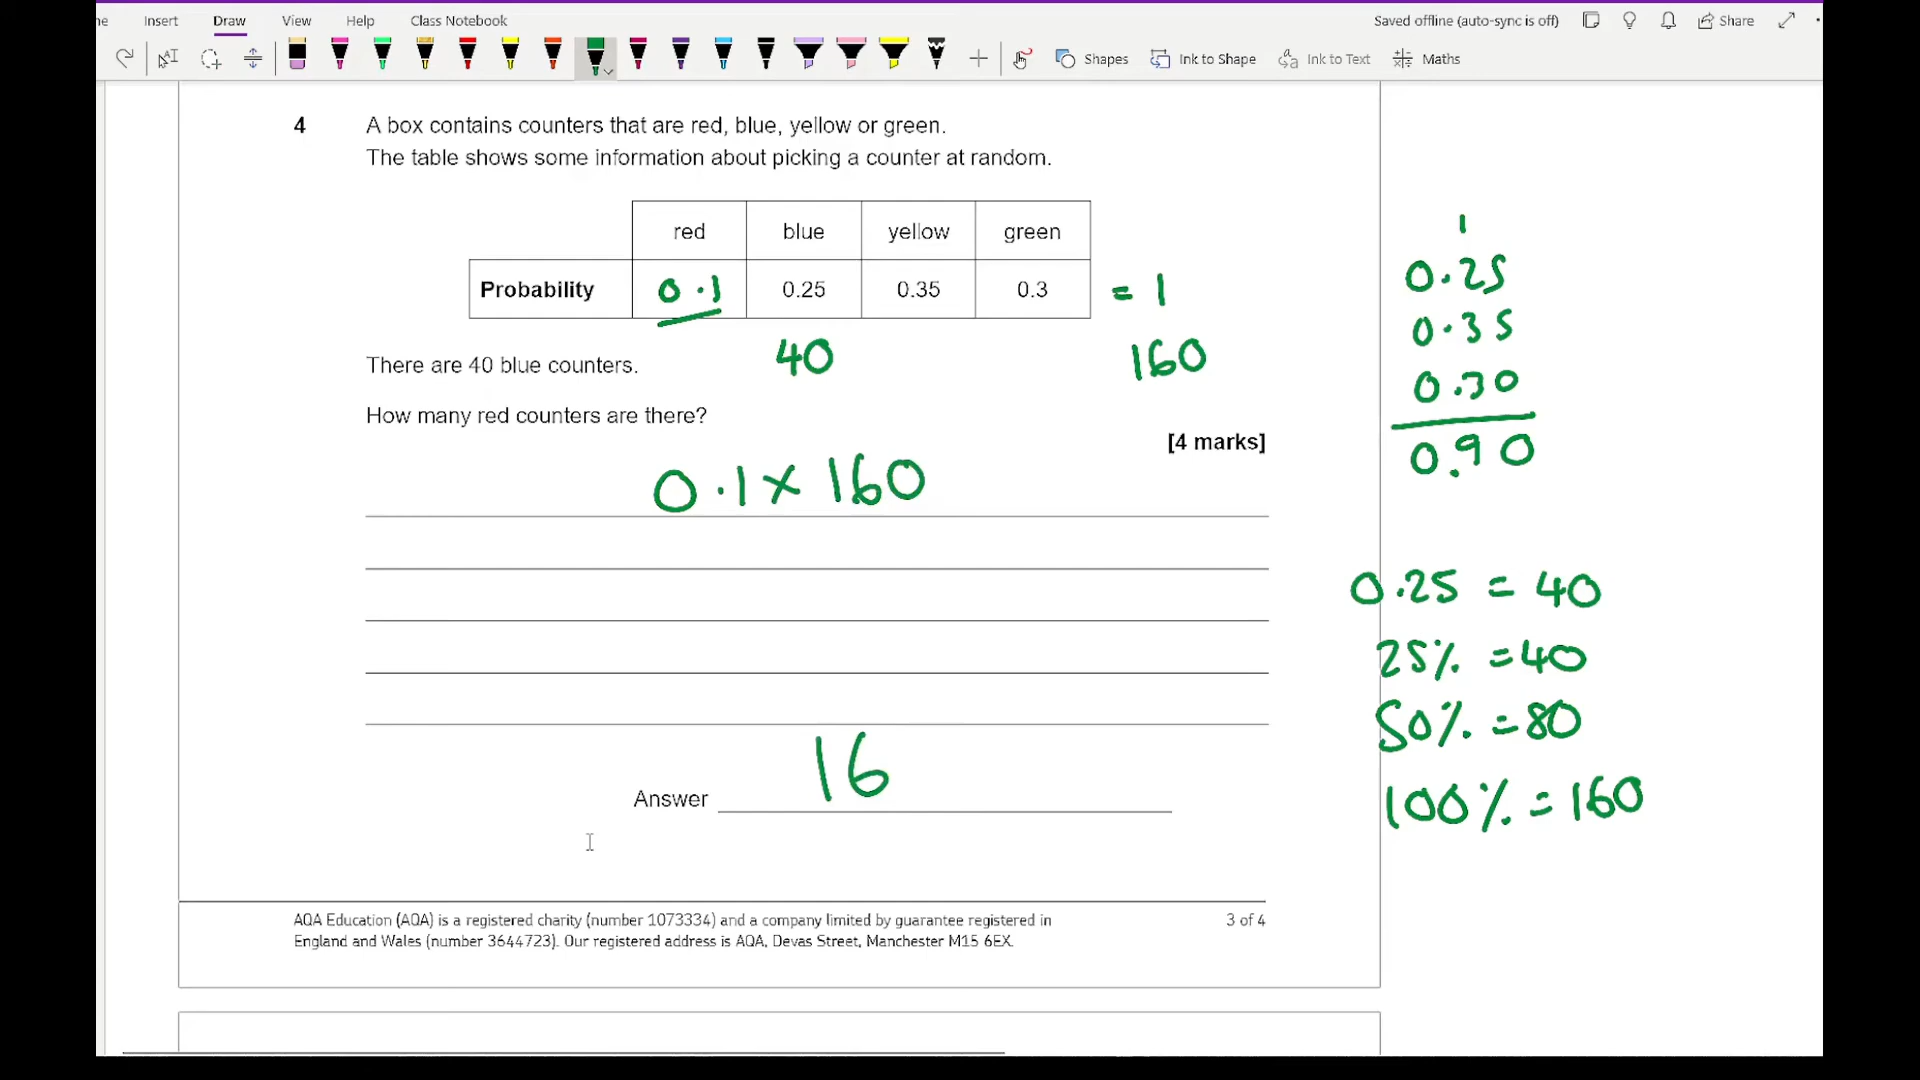 ne Insert Draw View Help Class Notebook Saved offline (auto-sync is off) Share
Shapes Ink to Shape Ink to Text Maths
4 A box contains counters that are red, blue, yellow or green.
The table shows some information about picking a counter at random.
red blue yellow green
Probability 0.1 0.25 0.35 0.3 = 1
40 160
There are 40 blue counters.
How many red counters are there?
[4 marks]
0.1 x 160
Answer 16
1
0.25
0.35
0.30
0.90
0.25 = 40
25% = 40
50% = 80
100% = 160
AQA Education (AQA) is a registered charity (number 1073334) and a company limited by guarantee registered in
England and Wales (number 3644723). Our registered address is AQA, Devas Street, Manchester M15 6EX.
3 of 4